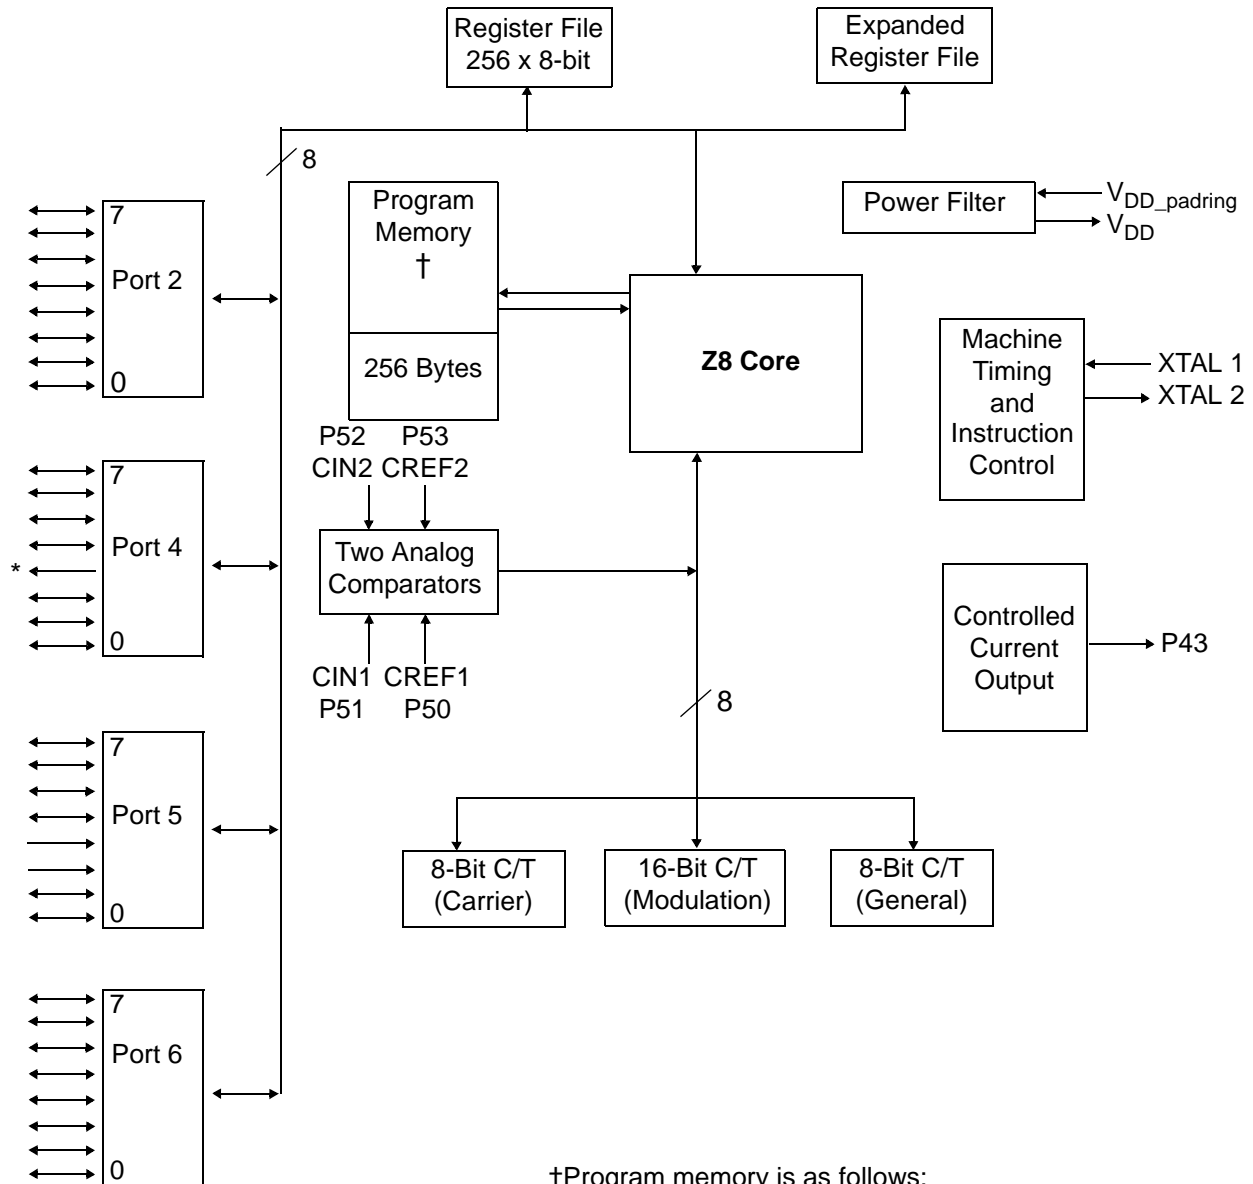 Register File
256 x 8-bit
Expanded
Register File
8
Program
Memory
†
256 Bytes
Power Filter
VDD_padring
VDD
7
Port 2
0
Z8 Core
Machine
Timing
and
Instruction
Control
XTAL 1
XTAL 2
P52 P53
CIN2 CREF2
7
Port 4
*
0
Two Analog
Comparators
CIN1 CREF1
P51 P50
Controlled
Current
Output
P43
8
7
Port 5
0
8-Bit C/T
(Carrier)
16-Bit C/T
(Modulation)
8-Bit C/T
(General)
7
Port 6
0
†Program memory is as follows: